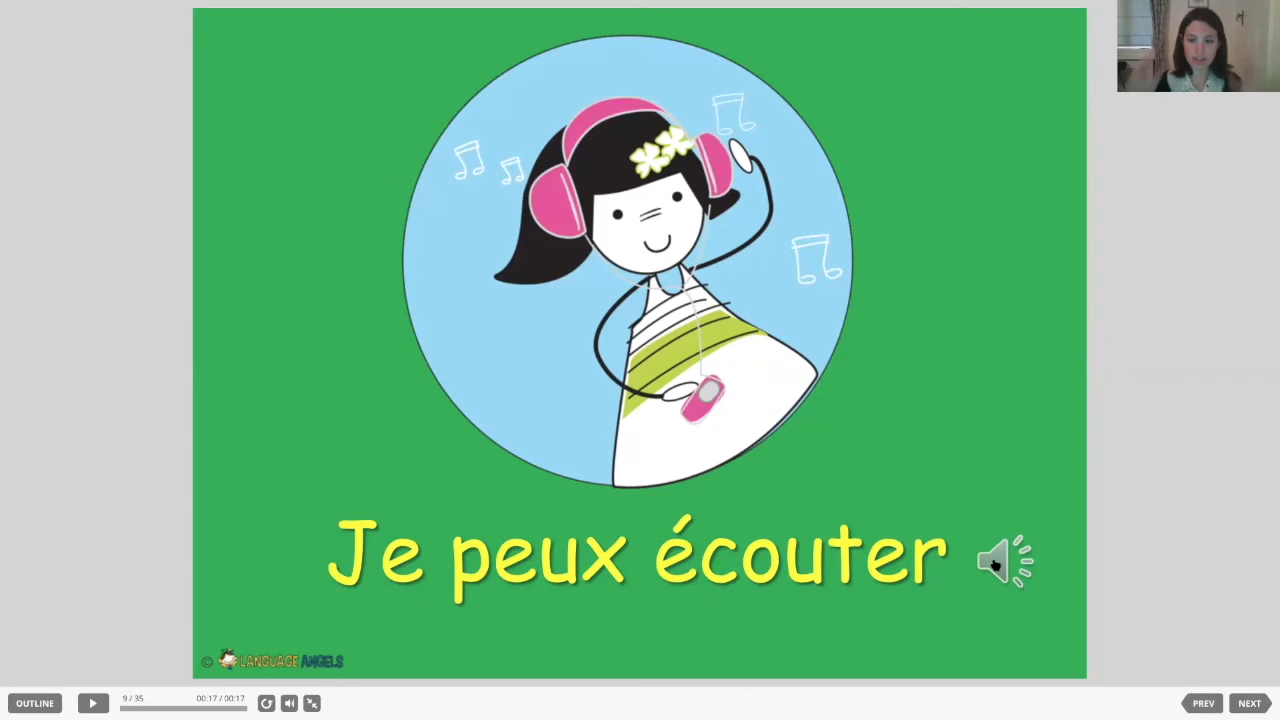 Je peux écouter
© LANGUAGE ANGELS
OUTLINE
9 / 35
00:17 / 00:17
PREV
NEXT